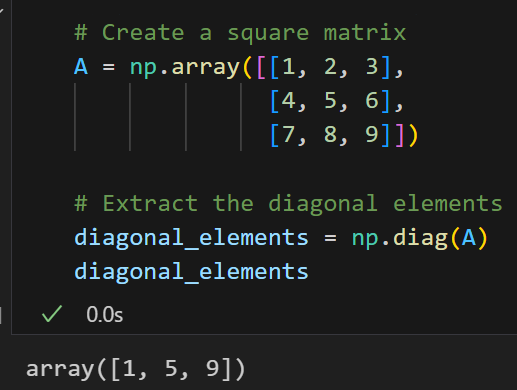 # Create a square matrix
A = np.array([[1, 2, 3],
[4, 5, 6],
[7, 8, 9]])
# Extract the diagonal elements
diagonal_elements = np.diag(A)
diagonal_elements
0.0s
array([1, 5, 9])